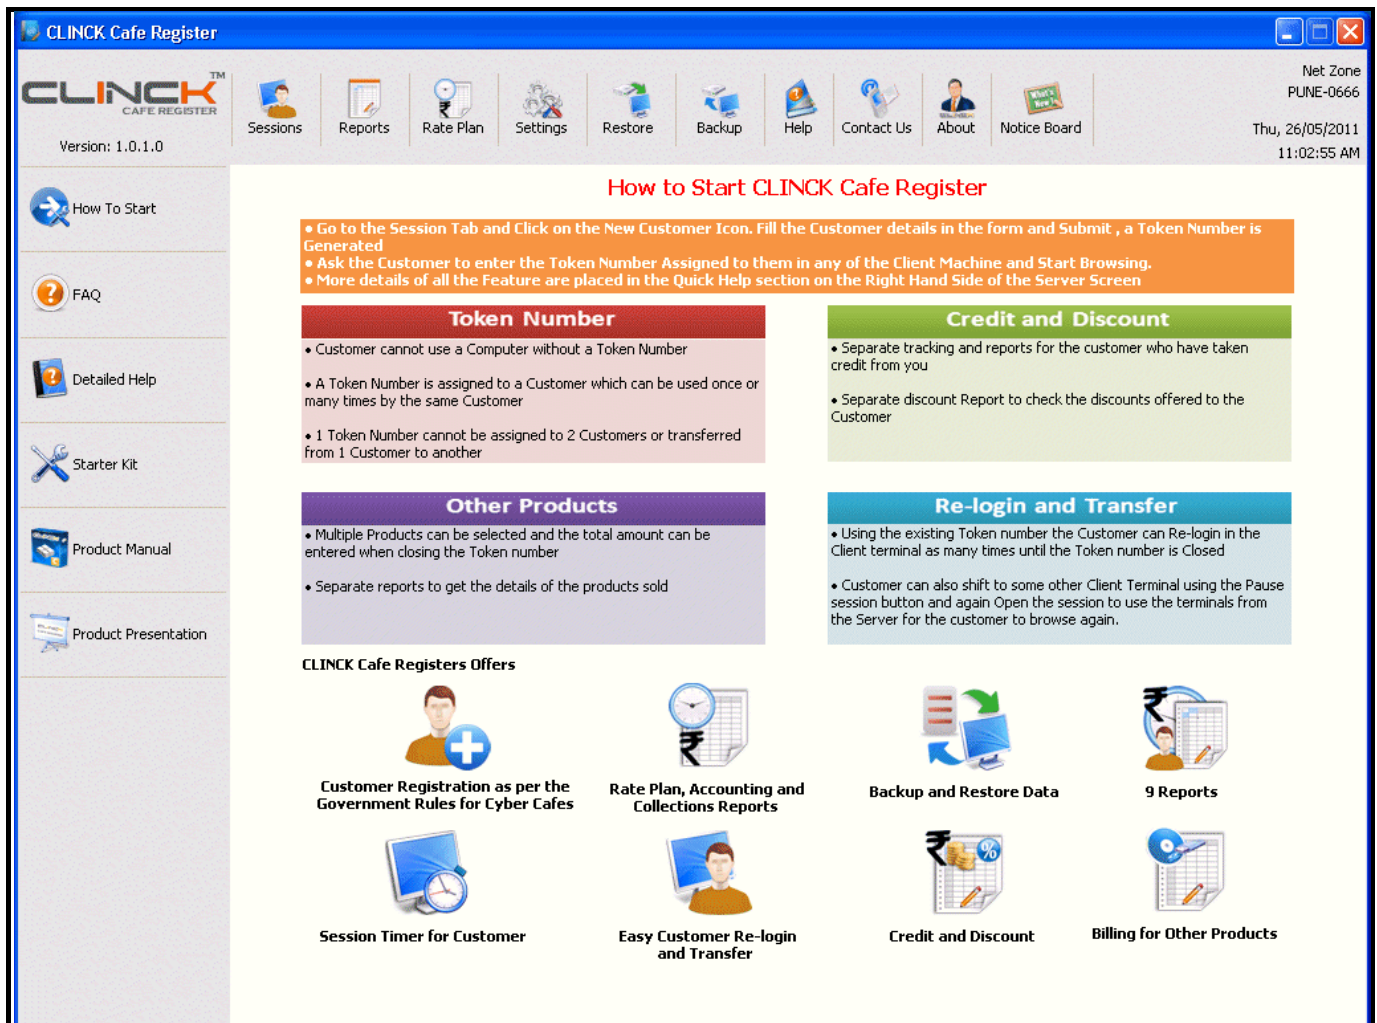 CLINCK Cafe Register
CLINCK™
CAFE REGISTER
Version: 1.0.1.0
Sessions
Reports
Rate Plan
Settings
Restore
Backup
Help
Contact Us
About
What's New
Notice Board
Net Zone
PUNE-0666
Thu, 26/05/2011
11:02:55 AM
How To Start
FAQ
Detailed Help
Starter Kit
Product Manual
Product Presentation
How to Start CLINCK Cafe Register
• Go to the Session Tab and Click on the New Customer Icon. Fill the Customer details in the form and Submit , a Token Number is
Generated
• Ask the Customer to enter the Token Number Assigned to them in any of the Client Machine and Start Browsing.
• More details of all the Feature are placed in the Quick Help section on the Right Hand Side of the Server Screen
Token Number
• Customer cannot use a Computer without a Token Number
• A Token Number is assigned to a Customer which can be used once or
many times by the same Customer
• 1 Token Number cannot be assigned to 2 Customers or transferred
from 1 Customer to another
Credit and Discount
• Separate tracking and reports for the customer who have taken
credit from you
• Separate discount Report to check the discounts offered to the
Customer
Other Products
• Multiple Products can be selected and the total amount can be
entered when closing the Token number
• Separate reports to get the details of the products sold
Re-login and Transfer
• Using the existing Token number the Customer can Re-login in the
Client terminal as many times until the Token number is Closed
• Customer can also shift to some other Client Terminal using the Pause
session button and again Open the session to use the terminals from
the Server for the customer to browse again.
CLINCK Cafe Registers Offers
Customer Registration as per the
Government Rules for Cyber Cafes
Rate Plan, Accounting and
Collections Reports
Backup and Restore Data
9 Reports
Session Timer for Customer
Easy Customer Re-login
and Transfer
Credit and Discount
Billing for Other Products